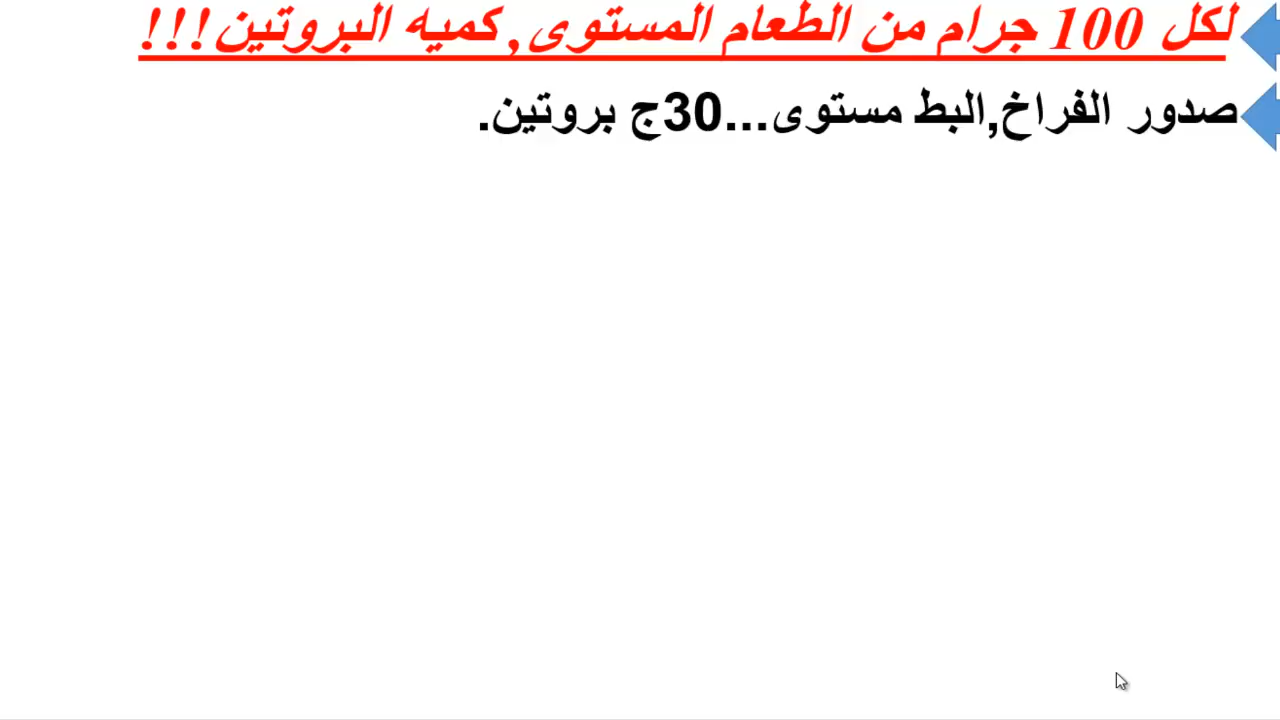 لكل 100 جرام من الطعام المستوى, كميه البروتين!!!
صدور الفراخ,البط مستوى...30ج بروتين.